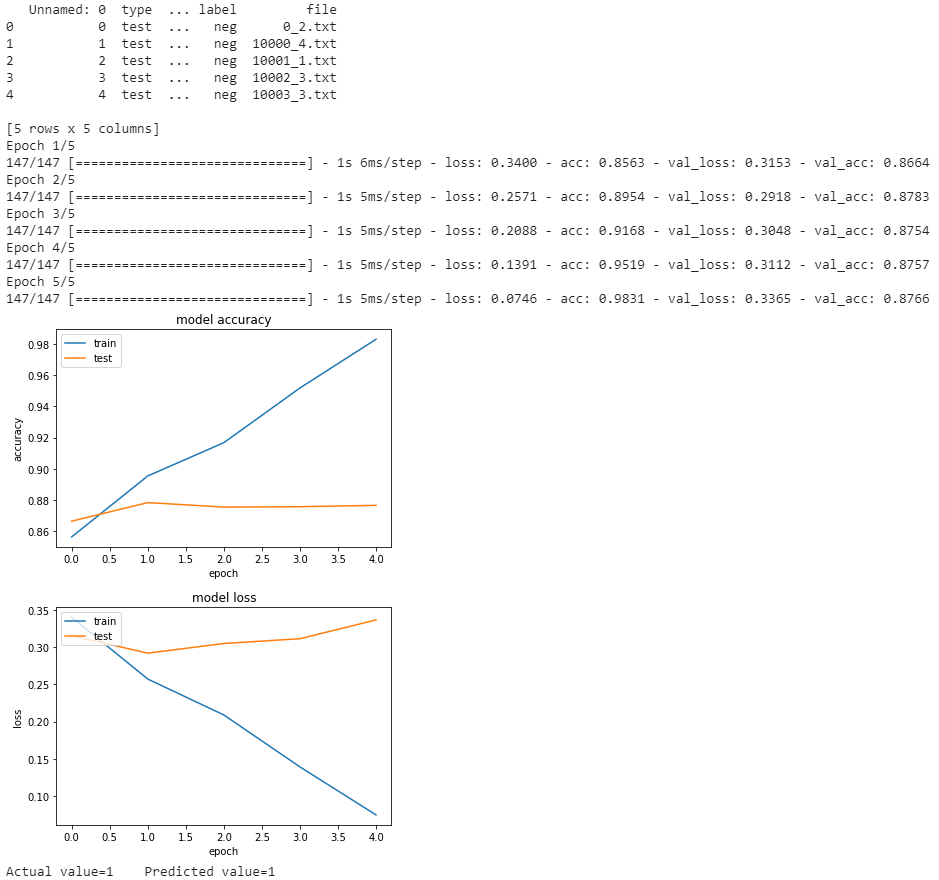 Unnamed: 0 type ... label file
0 0 test ... neg 0_2.txt
1 1 test ... neg 10000_4.txt
2 2 test ... neg 10001_1.txt
3 3 test ... neg 10002_3.txt
4 4 test ... neg 10003_3.txt
[5 rows x 5 columns]
Epoch 1/5
147/147 [==============================] - 1s 6ms/step - loss: 0.3400 - acc: 0.8563 - val_loss: 0.3153 - val_acc: 0.8664
Epoch 2/5
147/147 [==============================] - 1s 5ms/step - loss: 0.2571 - acc: 0.8954 - val_loss: 0.2918 - val_acc: 0.8783
Epoch 3/5
147/147 [==============================] - 1s 5ms/step - loss: 0.2088 - acc: 0.9168 - val_loss: 0.3048 - val_acc: 0.8754
Epoch 4/5
147/147 [==============================] - 1s 5ms/step - loss: 0.1391 - acc: 0.9519 - val_loss: 0.3112 - val_acc: 0.8757
Epoch 5/5
147/147 [==============================] - 1s 5ms/step - loss: 0.0746 - acc: 0.9831 - val_loss: 0.3365 - val_acc: 0.8766
model accuracy
train
test
0.98
0.96
0.94
0.92
0.90
0.88
0.86
accuracy
0.0 0.5 1.0 1.5 2.0 2.5 3.0 3.5 4.0
epoch
model loss
train
test
0.35
0.30
0.25
0.20
0.15
0.10
loss
0.0 0.5 1.0 1.5 2.0 2.5 3.0 3.5 4.0
epoch
Actual value=1 Predicted value=1